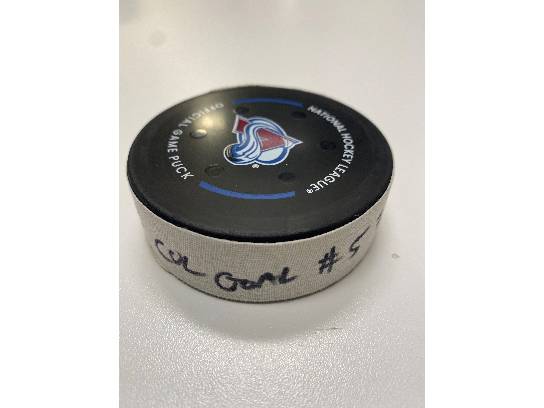 NATIONAL HOCKEY LEAGUE®
OFFICIAL GAME PUCK
®
COL GOAL #5